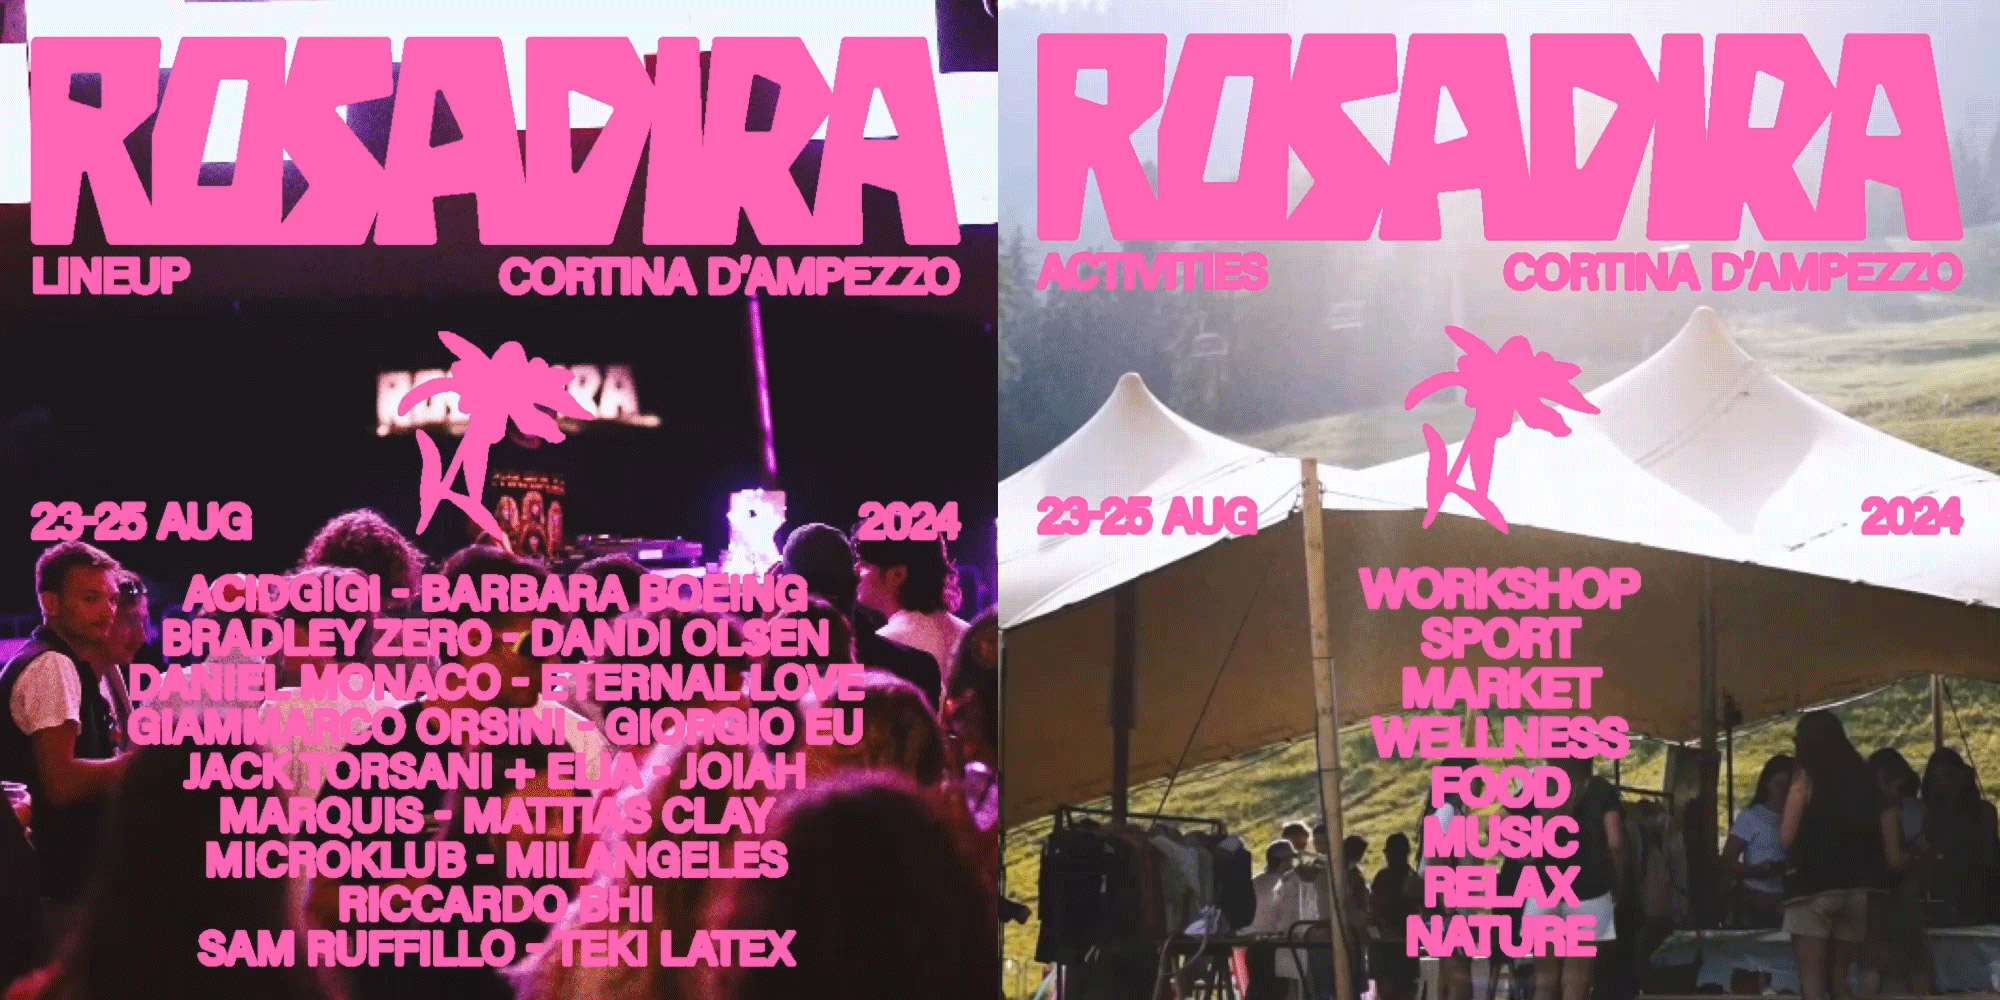 ROSADIRA
LINEUP
CORTINA D'AMPEZZO
ROSADIRA
23-25 AUG
2024
ACIDGIGI - BARBARA BOEING
BRADLEY ZERO - DANDI OLSEN
DANIEL MONACO - ETERNAL LOVE
GIAMMARCO ORSINI - GIORGIO EU
JACK TORSANI + ELIA - JOIAH
MARQUIS - MATTIAS CLAY
MICROKLUB - MILANGELES
RICCARDO BHI
SAM RUFFILLO - TEKI LATEX
ROSADIRA
ACTIVITIES
CORTINA D'AMPEZZO
23-25 AUG
2024
WORKSHOP
SPORT
MARKET
WELLNESS
FOOD
MUSIC
RELAX
NATURE